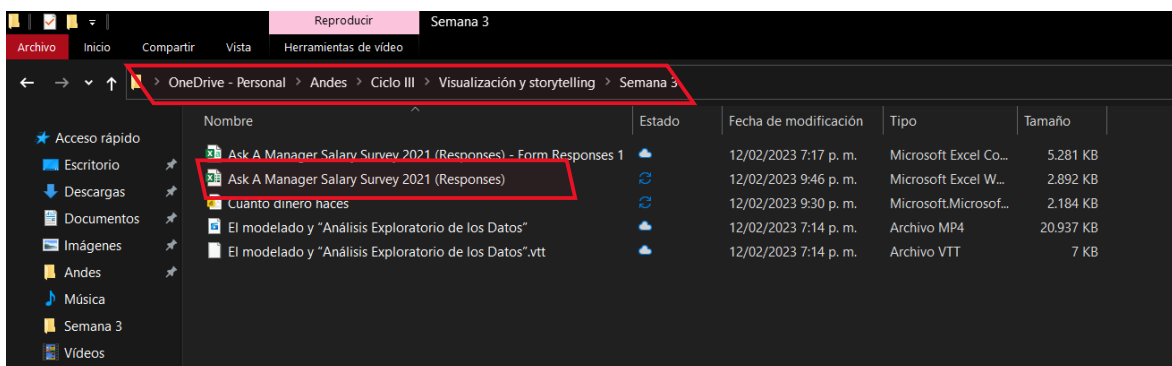 Reproducir Semana 3
Archivo Inicio Compartir Vista Herramientas de vídeo
OneDrive - Personal > Andes > Ciclo III > Visualización y storytelling > Semana 3
Nombre Estado Fecha de modificación Tipo Tamaño
Acceso rápido
Escritorio
Descargas
Documentos
Imágenes
Andes
Música
Semana 3
Vídeos
Ask A Manager Salary Survey 2021 (Responses) - Form Responses 1 12/02/2023 7:17 p. m. Microsoft Excel Co... 5.281 KB
Ask A Manager Salary Survey 2021 (Responses) 12/02/2023 9:46 p. m. Microsoft Excel W... 2.892 KB
Cuanto dinero haces 12/02/2023 9:30 p. m. Microsoft.Microsof... 2.184 KB
El modelado y “Análisis Exploratorio de los Datos” 12/02/2023 7:14 p. m. Archivo MP4 20.937 KB
El modelado y “Análisis Exploratorio de los Datos”.vtt 12/02/2023 7:14 p. m. Archivo VTT 7 KB